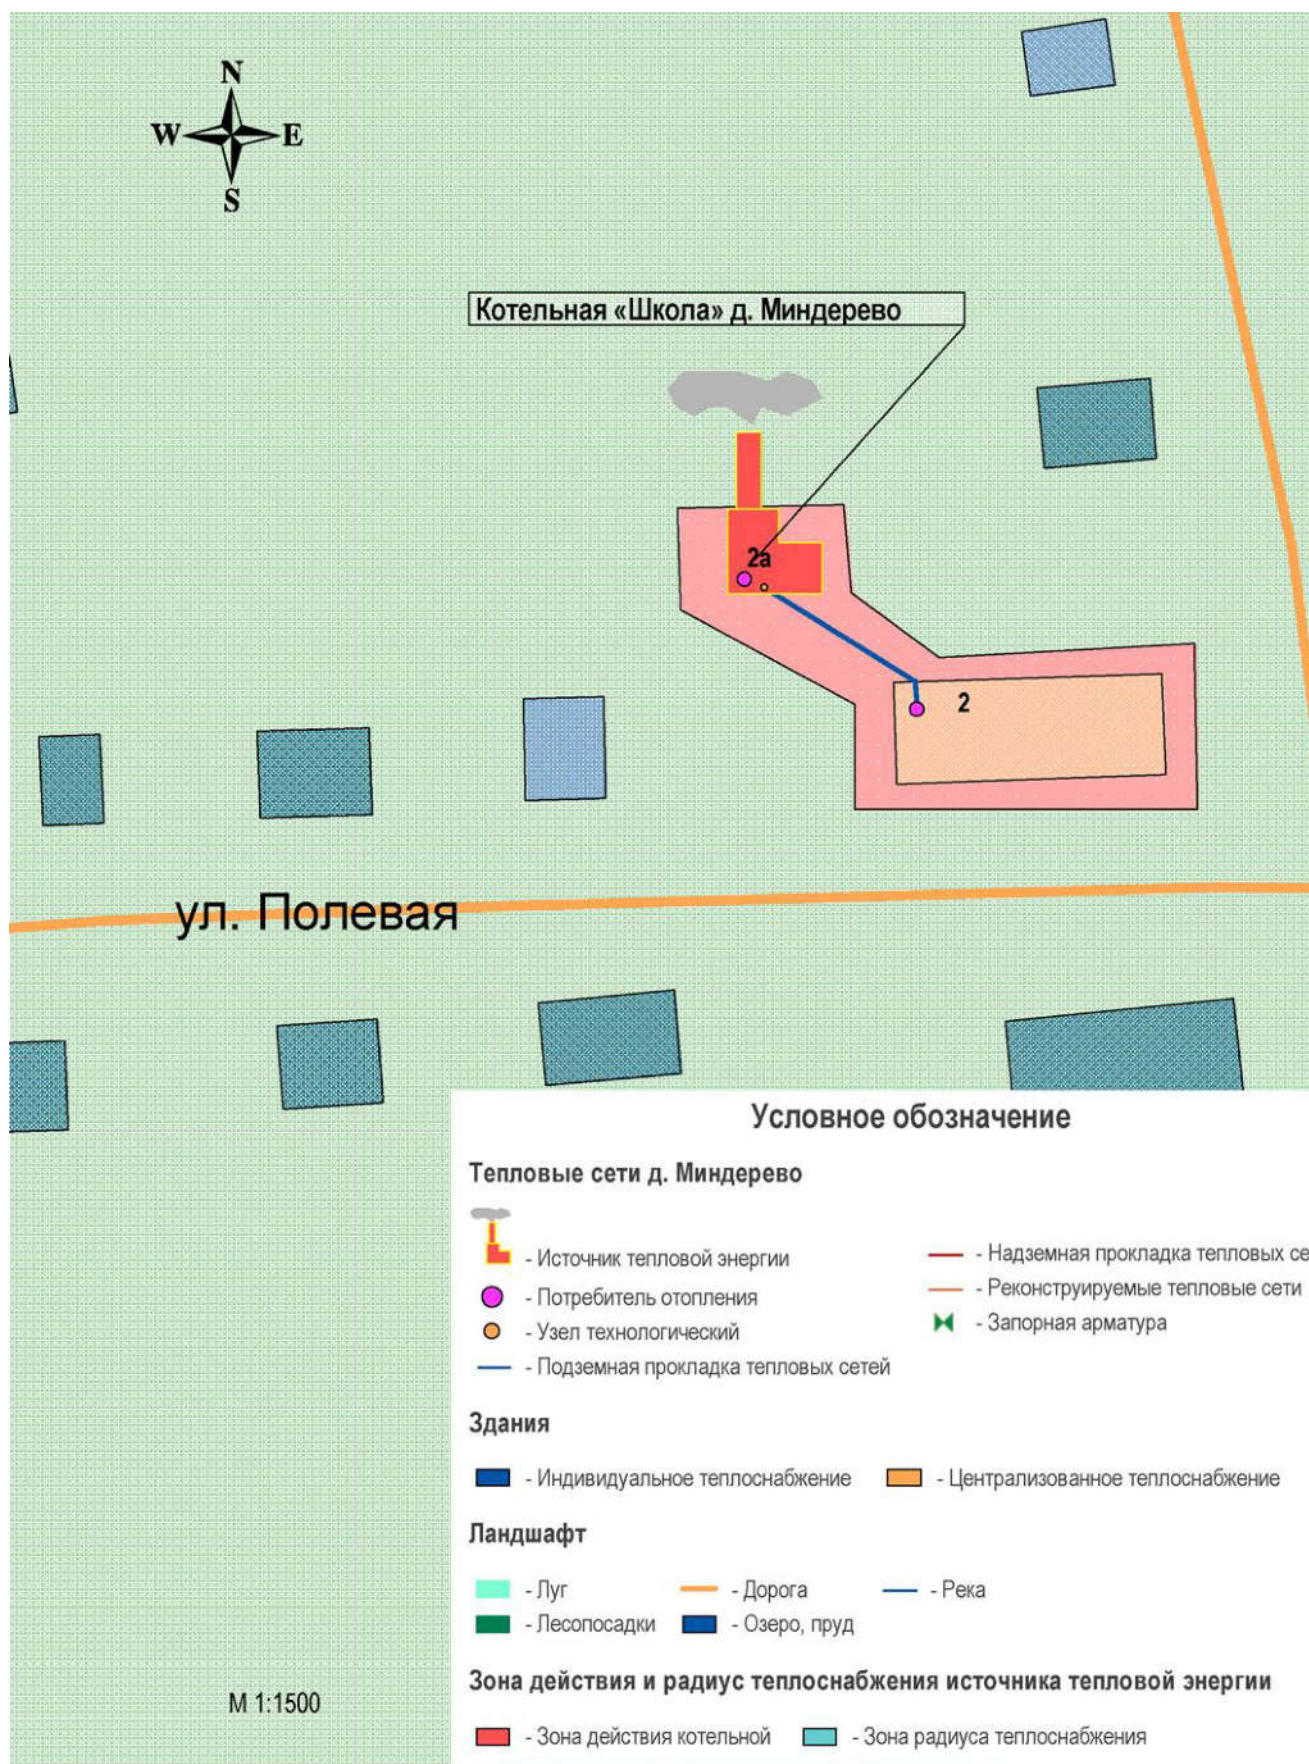 N
W E
S
Котельная «Школа» д. Миндерево
2а
2
ул. Полевая
Условное обозначение
Тепловые сети д. Миндерево
- Источник тепловой энергии
- Надземная прокладка тепловых се
- Потребитель отопления
- Реконструируемые тепловые сети
- Узел технологический
- Запорная арматура
- Подземная прокладка тепловых сетей
Здания
- Индивидуальное теплоснабжение - Централизованное теплоснабжение
Ландшафт
- Луг - Дорога - Река
- Лесопосадки - Озеро, пруд
Зона действия и радиус теплоснабжения источника тепловой энергии
М 1:1500
- Зона действия котельной - Зона радиуса теплоснабжения